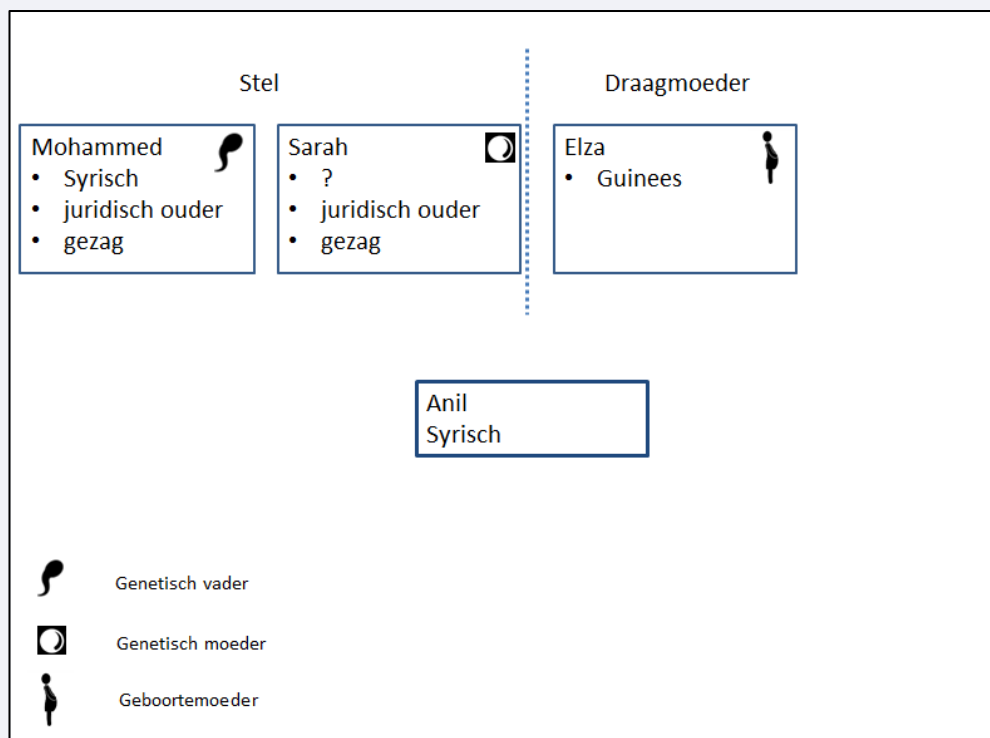 Stel
Draagmoeder
Mohammed
• Syrisch
• juridisch ouder
• gezag
Sarah
• ?
• juridisch ouder
• gezag
Elza
• Guinees
Anil
Syrisch
Genetisch vader
Genetisch moeder
Geboortemoeder